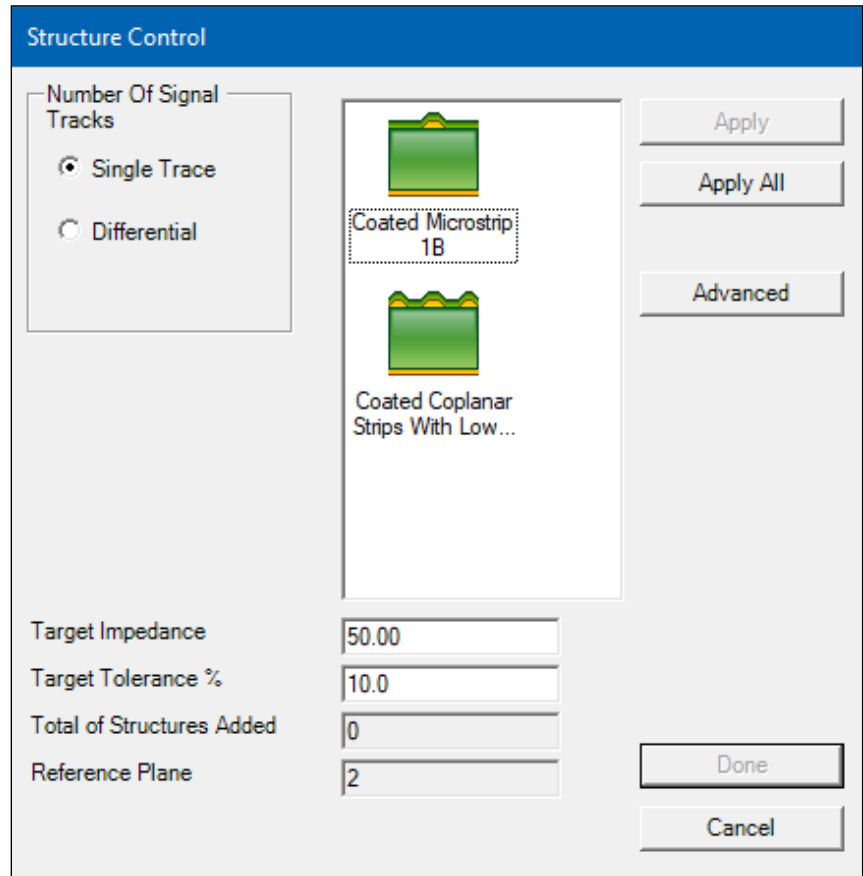 Structure Control
Number Of Signal
Tracks
Single Trace
Differential
Coated Microstrip
1B
Coated Coplanar
Strips With Low...
Apply
Apply All
Advanced
Target Impedance
50.00
Target Tolerance %
10.0
Total of Structures Added
0
Reference Plane
2
Done
Cancel